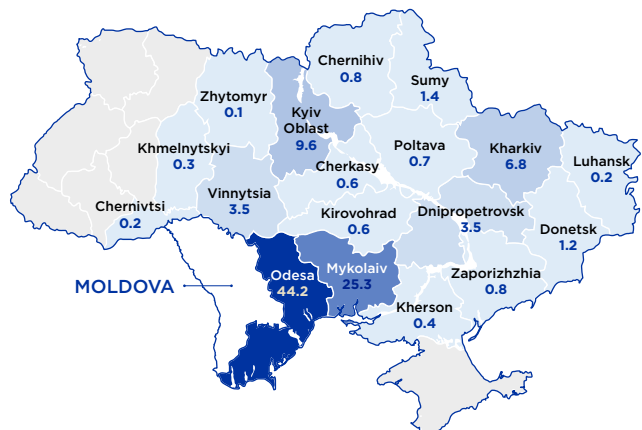 Chernihiv
0.8
Sumy
1.4
Zhytomyr
0.1
Kyiv
Oblast
9.6
Khmelnytskyi
0.3
Poltava
0.7
Kharkiv
6.8
Luhansk
0.2
Cherkasy
0.6
Vinnytsia
3.5
Chernivtsi
0.2
Kirovohrad
0.6
Dnipropetrovsk
3.5
Donetsk
1.2
MOLDOVA
Odesa
44.2
Mykolaiv
25.3
Zaporizhzhia
0.8
Kherson
0.4